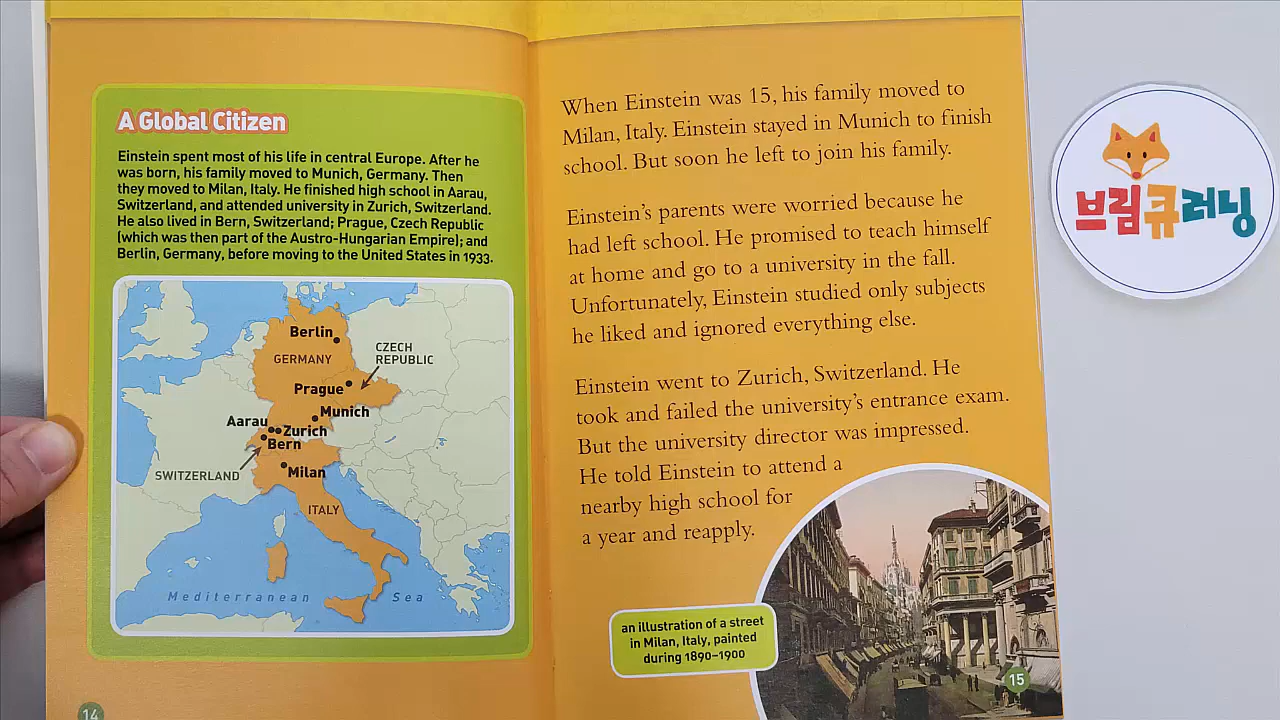 A Global Citizen
Einstein spent most of his life in central Europe. After he
was born, his family moved to Munich, Germany. Then
they moved to Milan, Italy. He finished high school in Aarau,
Switzerland, and attended university in Zurich, Switzerland.
He also lived in Bern, Switzerland; Prague, Czech Republic
(which was then part of the Austro-Hungarian Empire); and
Berlin, Germany, before moving to the United States in 1933.
Berlin
GERMANY
CZECH
REPUBLIC
Prague
Munich
Aarau
Zurich
Bern
SWITZERLAND
Milan
ITALY
Mediterranean Sea
14
When Einstein was 15, his family moved to
Milan, Italy. Einstein stayed in Munich to finish
school. But soon he left to join his family.
Einstein's parents were worried because he
had left school. He promised to teach himself
at home and go to a university in the fall.
Unfortunately, Einstein studied only subjects
he liked and ignored everything else.
Einstein went to Zurich, Switzerland. He
took and failed the university's entrance exam.
But the university director was impressed.
He told Einstein to attend a
nearby high school for
a year and reapply.
an illustration of a street
in Milan, Italy, painted
during 1890–1900
15
브림큐러닝